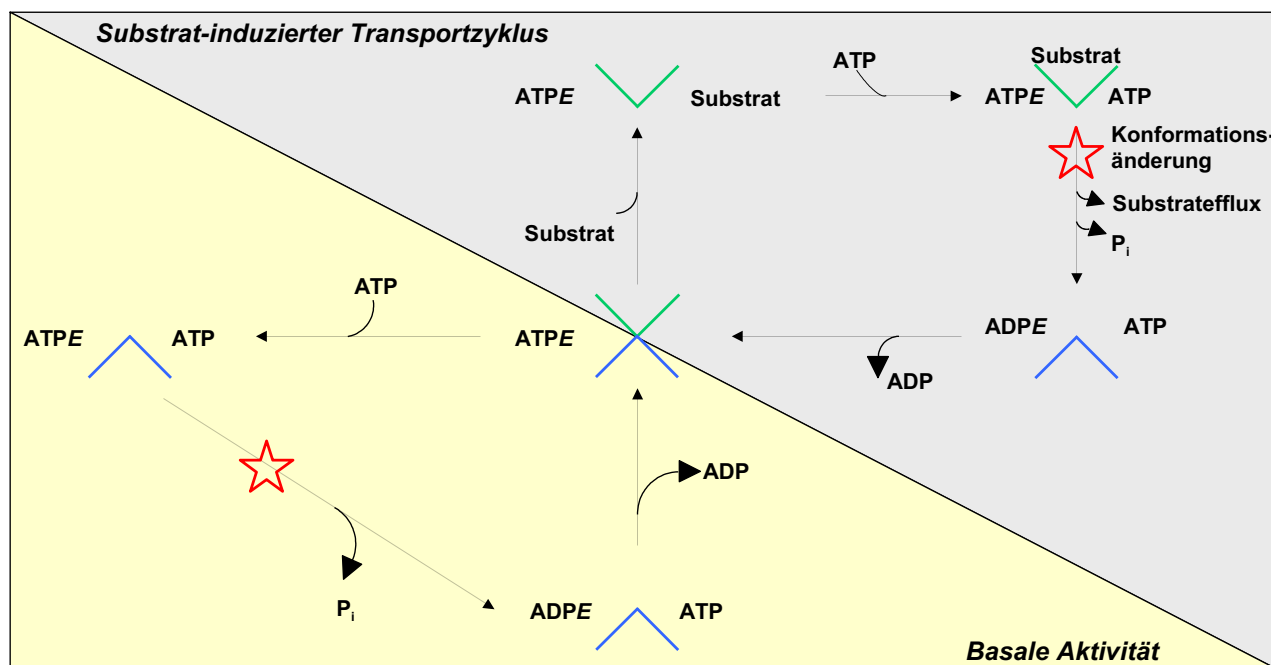 Substrat-induzierter Transportzyklus
Substrat
ATP
ATPE
Substrat
ATPE
ATP
Konformations-
änderung
Substratefflux
Pi
Substrat
ATP
ATPE
ATP
ATPE
ADPE
ATP
ADP
ADP
Pi
ADPE
ATP
Basale Aktivität